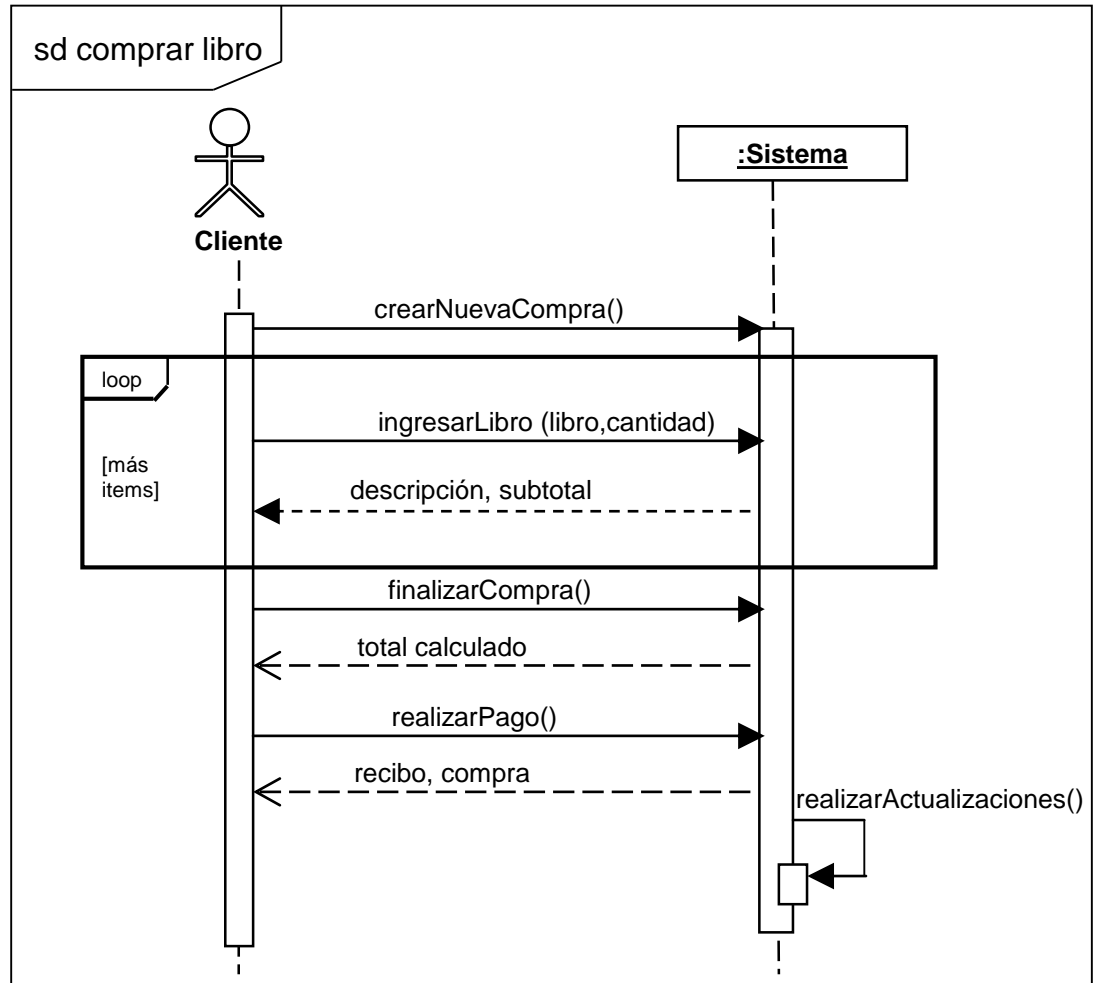 sd comprar libro
:Sistema
Cliente
crearNuevaCompra()
loop
ingresarLibro (libro,cantidad)
[más
items]
descripción, subtotal
finalizarCompra()
total calculado
realizarPago()
recibo, compra
realizarActualizaciones()